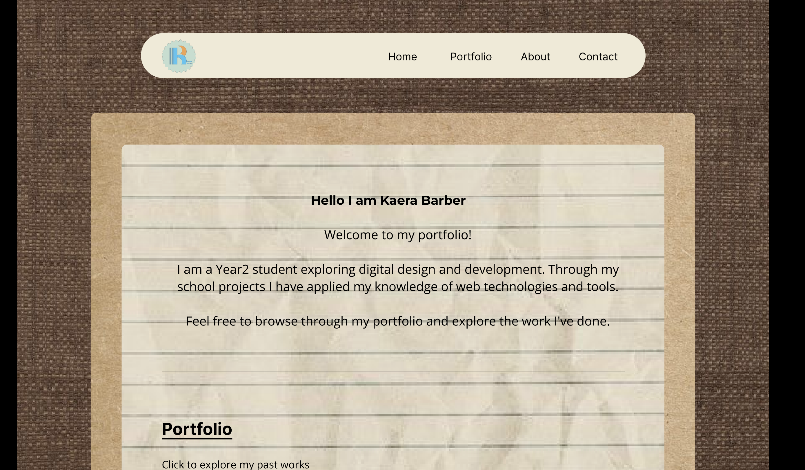 Home Portfolio About Contact
Hello I am Kaera Barber
Welcome to my portfolio!
I am a Year2 student exploring digital design and development. Through my
school projects I have applied my knowledge of web technologies and tools.
Feel free to browse through my portfolio and explore the work I've done.
Portfolio
Click to explore my past works